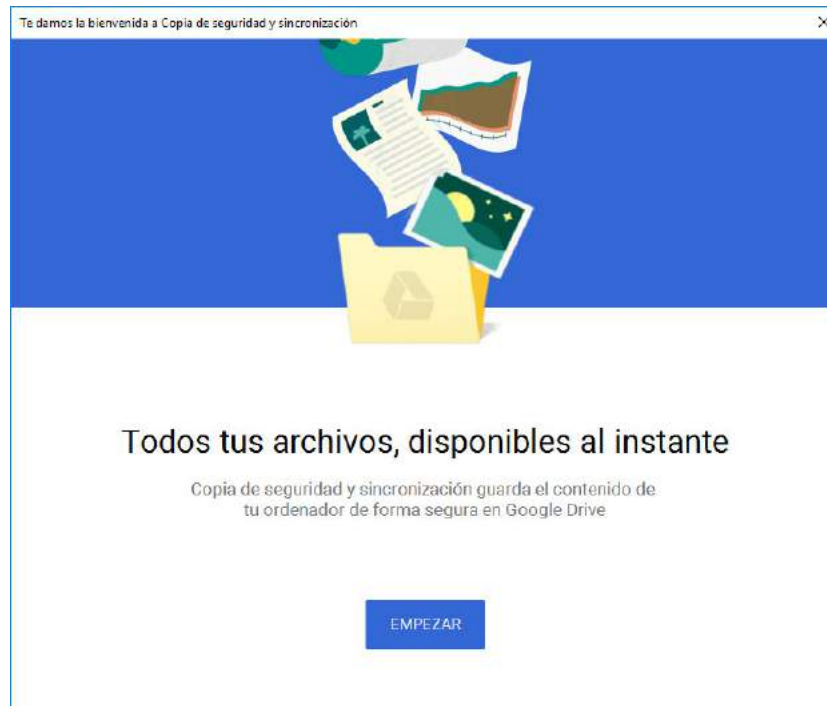 Te damos la bienvenida a Copia de seguridad y sincronización
Todos tus archivos, disponibles al instante
Copia de seguridad y sincronización guarda el contenido de
tu ordenador de forma segura en Google Drive
EMPEZAR